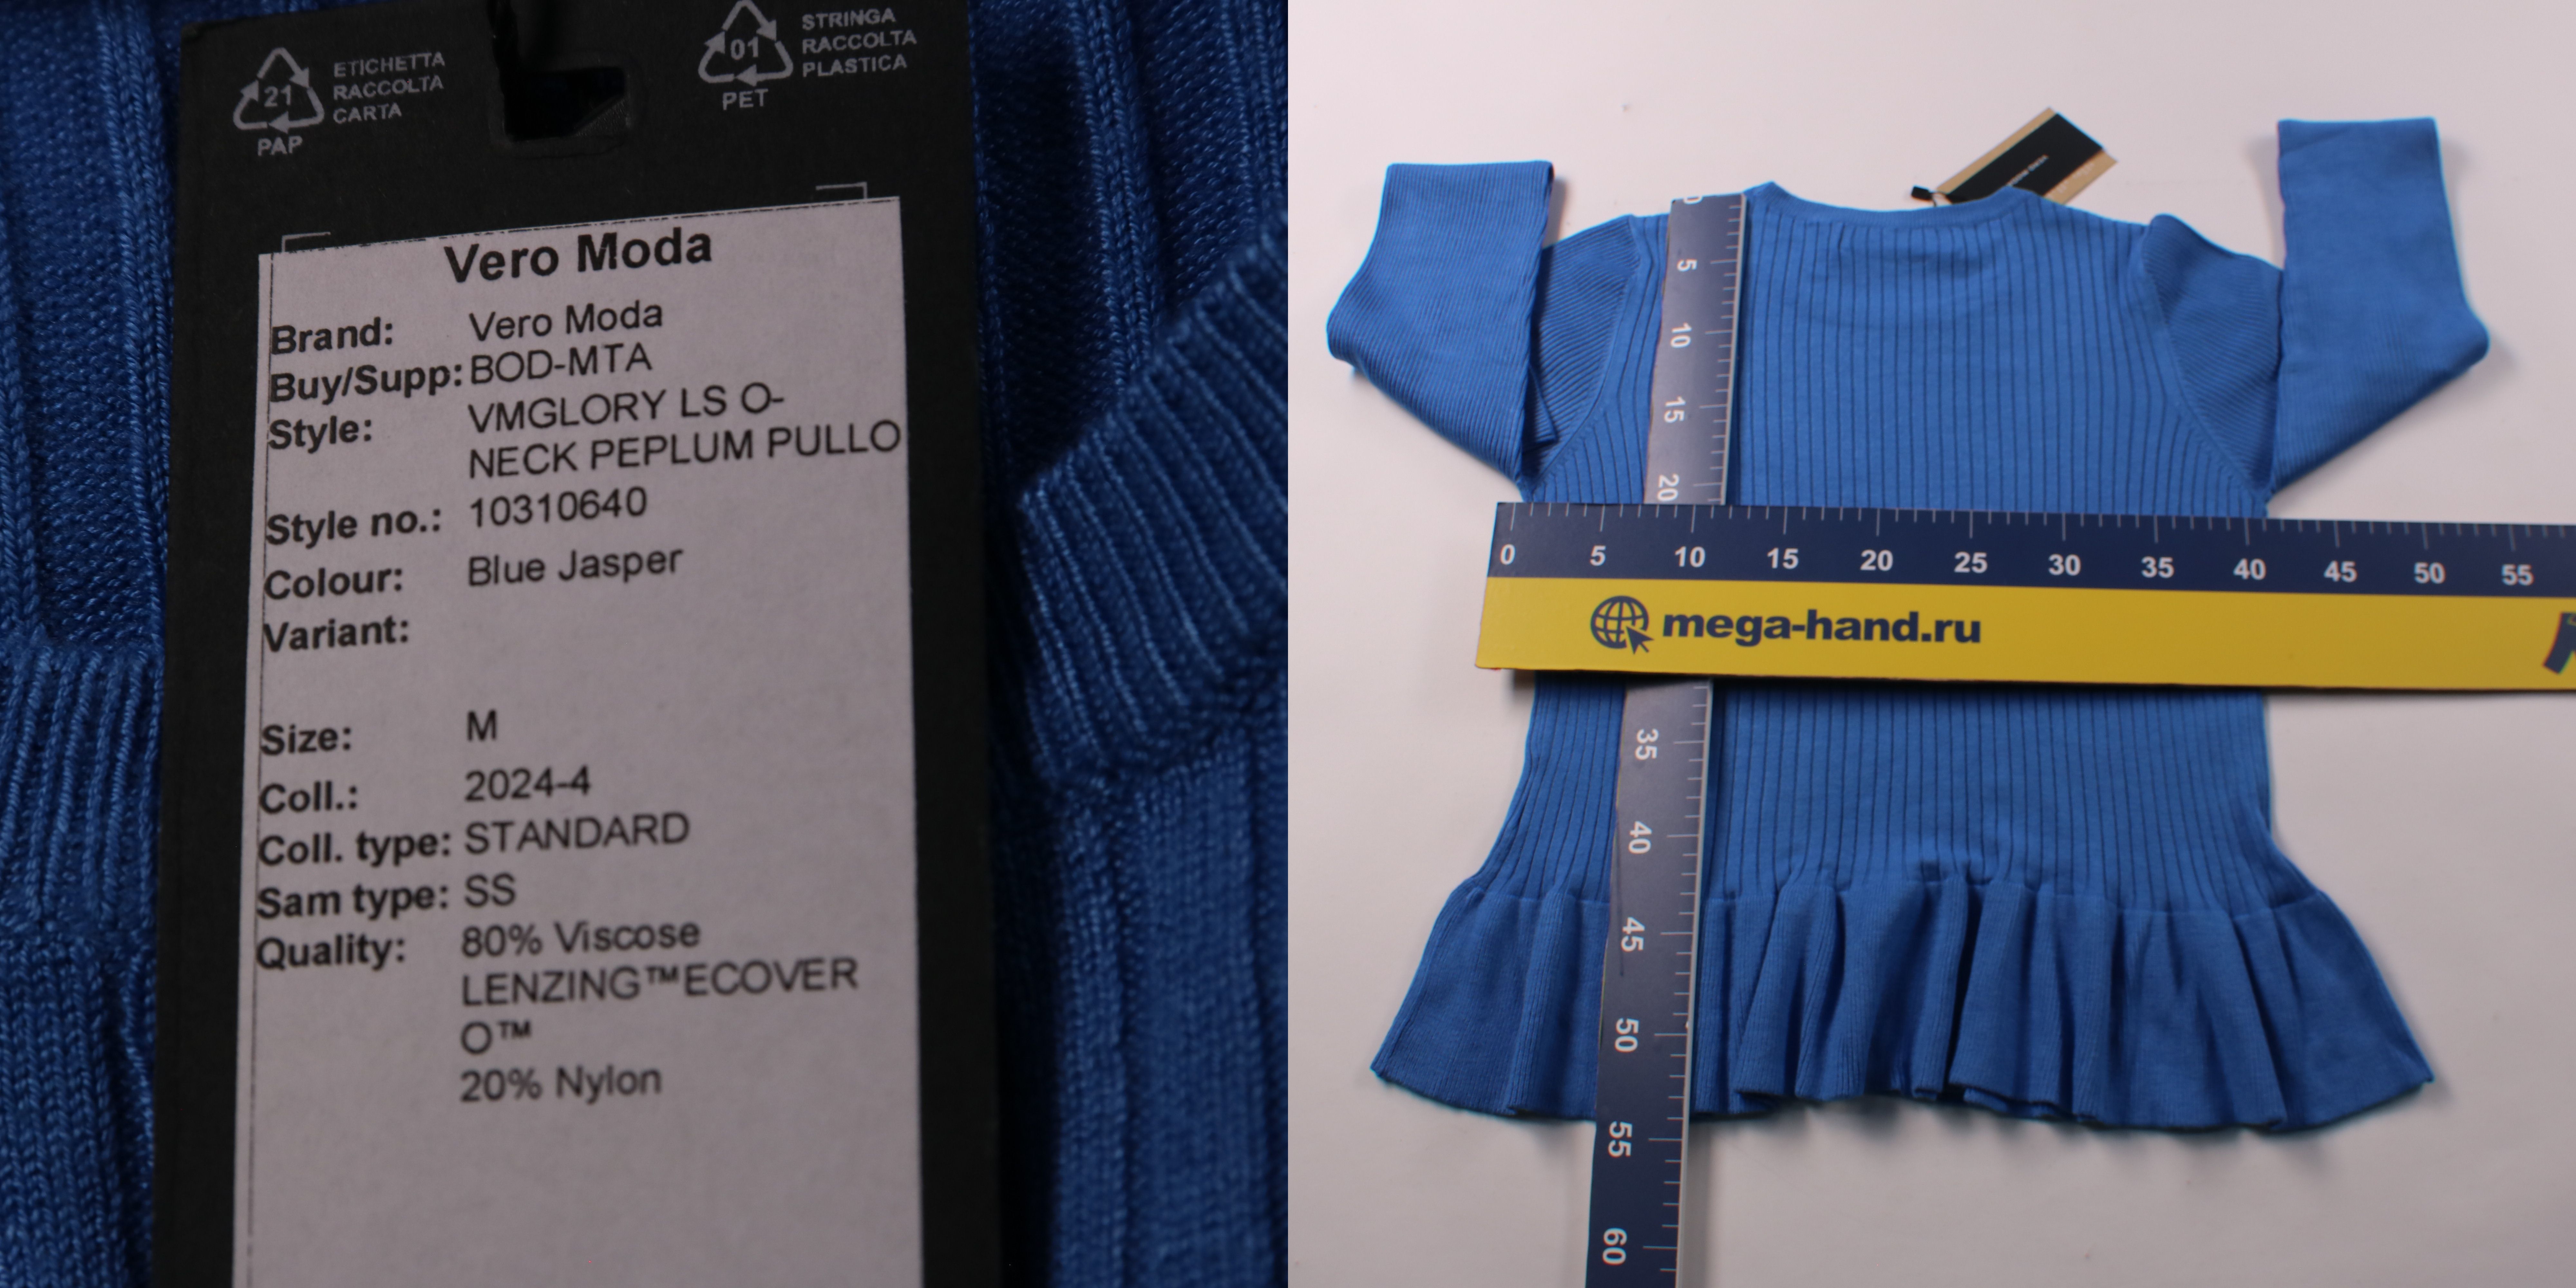 21
PAP
ETICHETTA
RACCOLTA
CARTA
01
PET
STRINGA
RACCOLTA
PLASTICA
Vero Moda
Brand: Vero Moda
Buy/Supp: BOD-MTA
Style: VMGLORY LS O-
NECK PEPLUM PULLO
Style no.: 10310640
Colour: Blue Jasper
Variant:
Size: M
Coll.: 2024-4
Coll. type: STANDARD
Sam type: SS
Quality: 80% Viscose
LENZING™ECOVER
O™
20% Nylon
0
5
10
15
20
0 5 10 15 20 25 30 35 40 45 50 55
mega-hand.ru
35
40
45
50
55
60